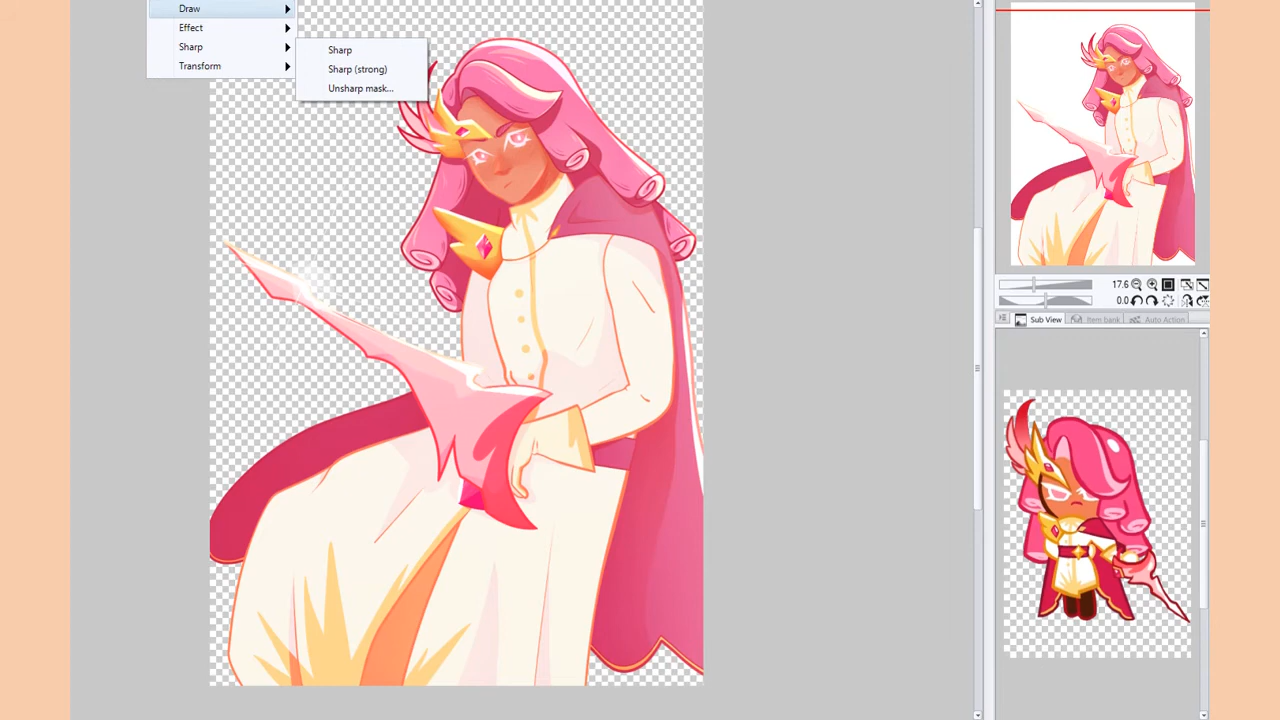 Draw
Effect
Sharp
Transform
Sharp
Sharp (strong)
Unsharp mask...
17.6
0.0
Sub View
Item bank
Auto Action